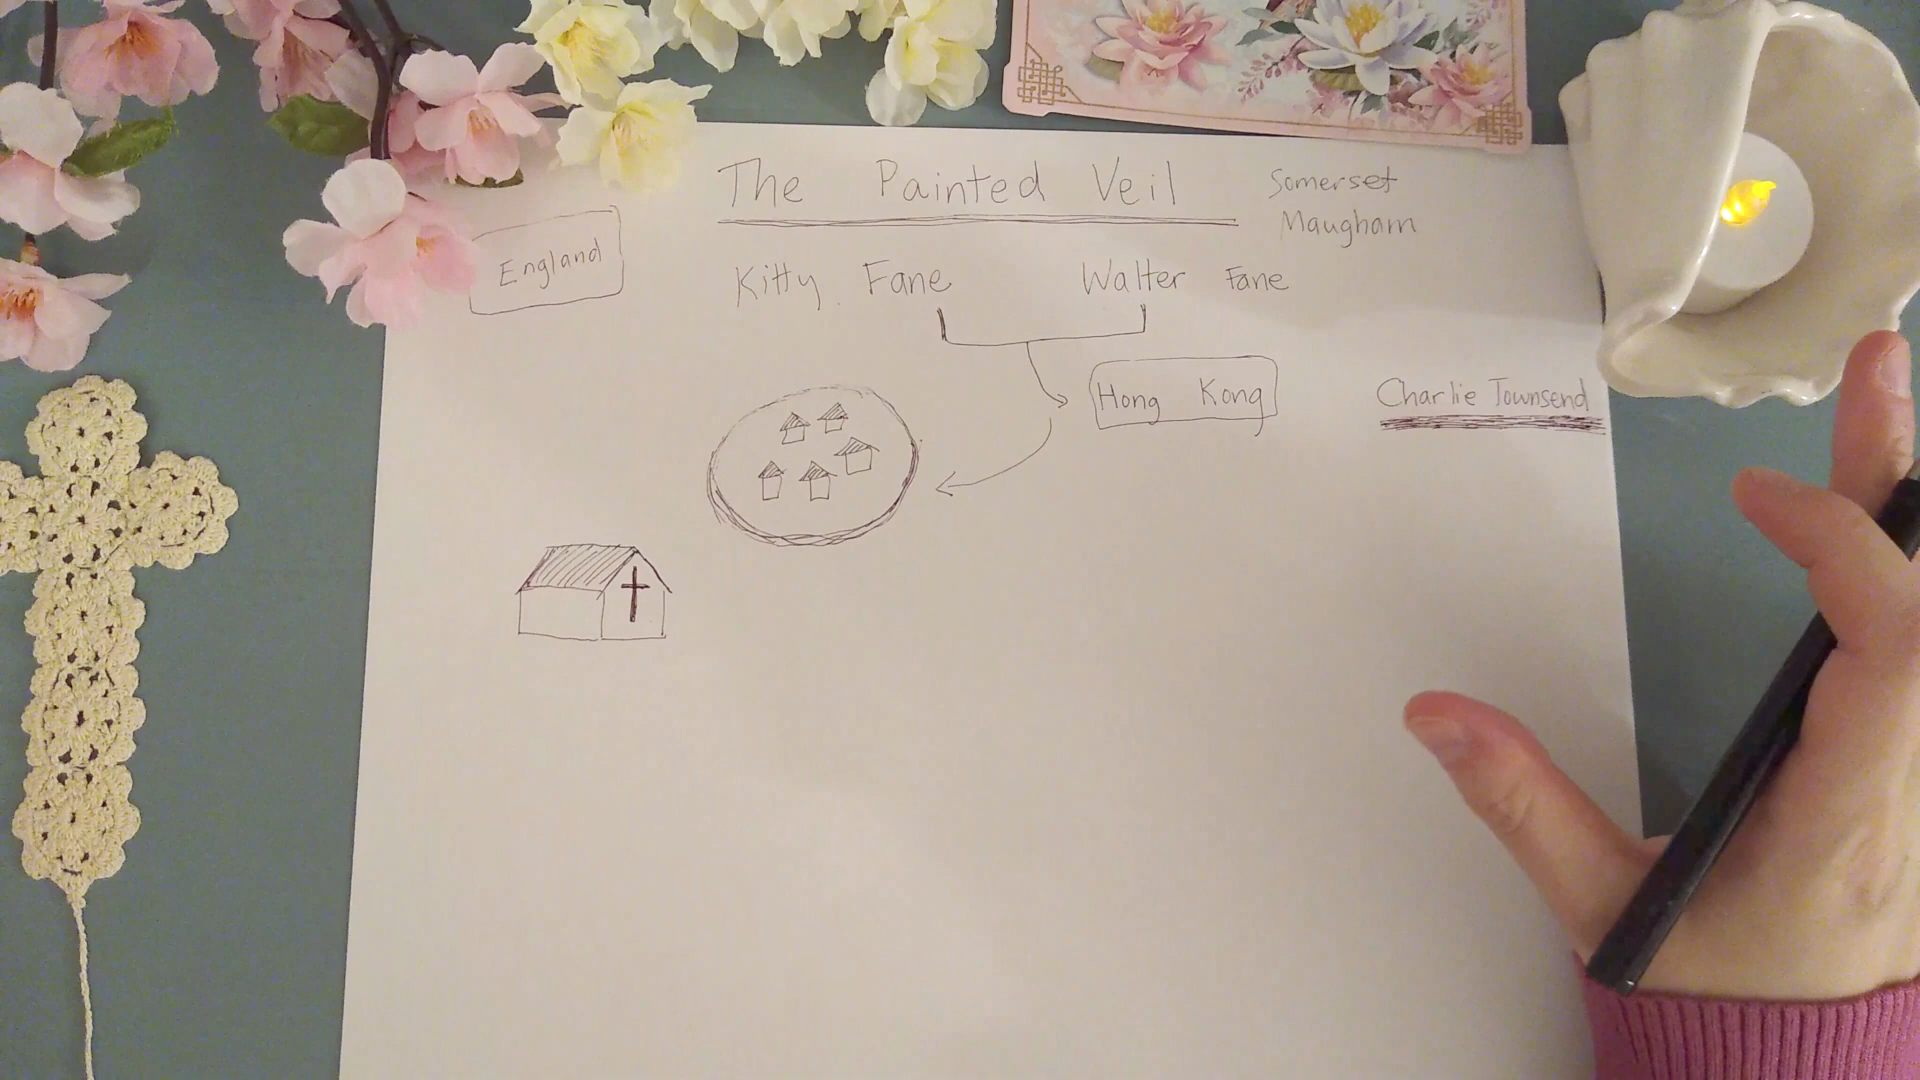 The Painted Veil
Somerset
Maugham
England
Kitty Fane
Walter Fane
Hong Kong
Charlie Townsend